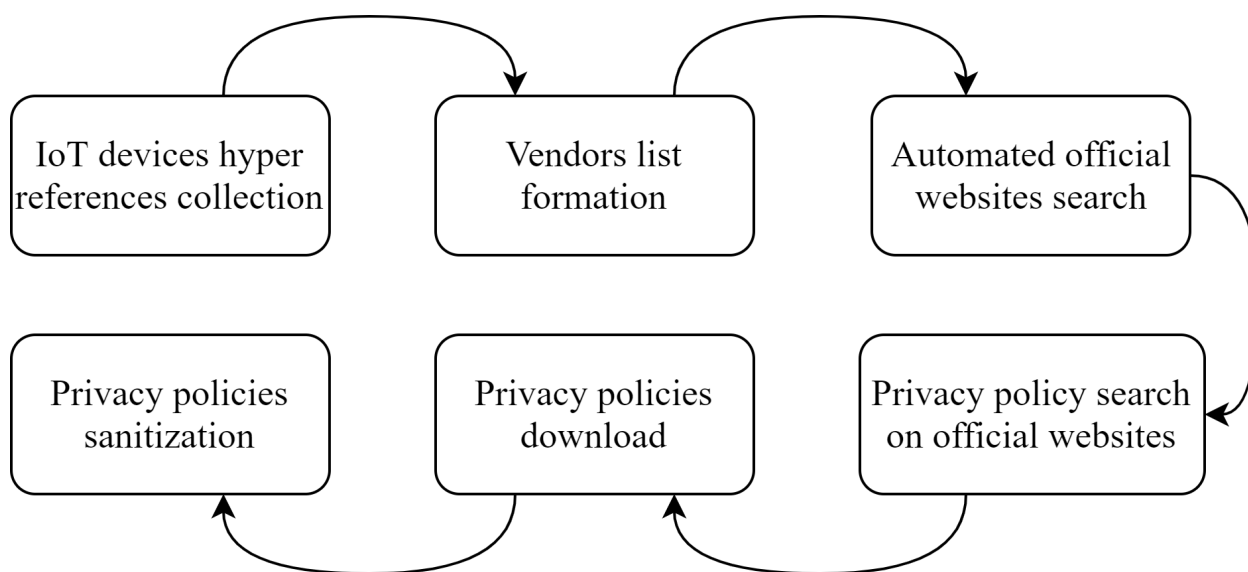 IoT devices hyper
references collection
Vendors list
formation
Automated official
websites search
Privacy policies
sanitization
Privacy policies
download
Privacy policy search
on official websites